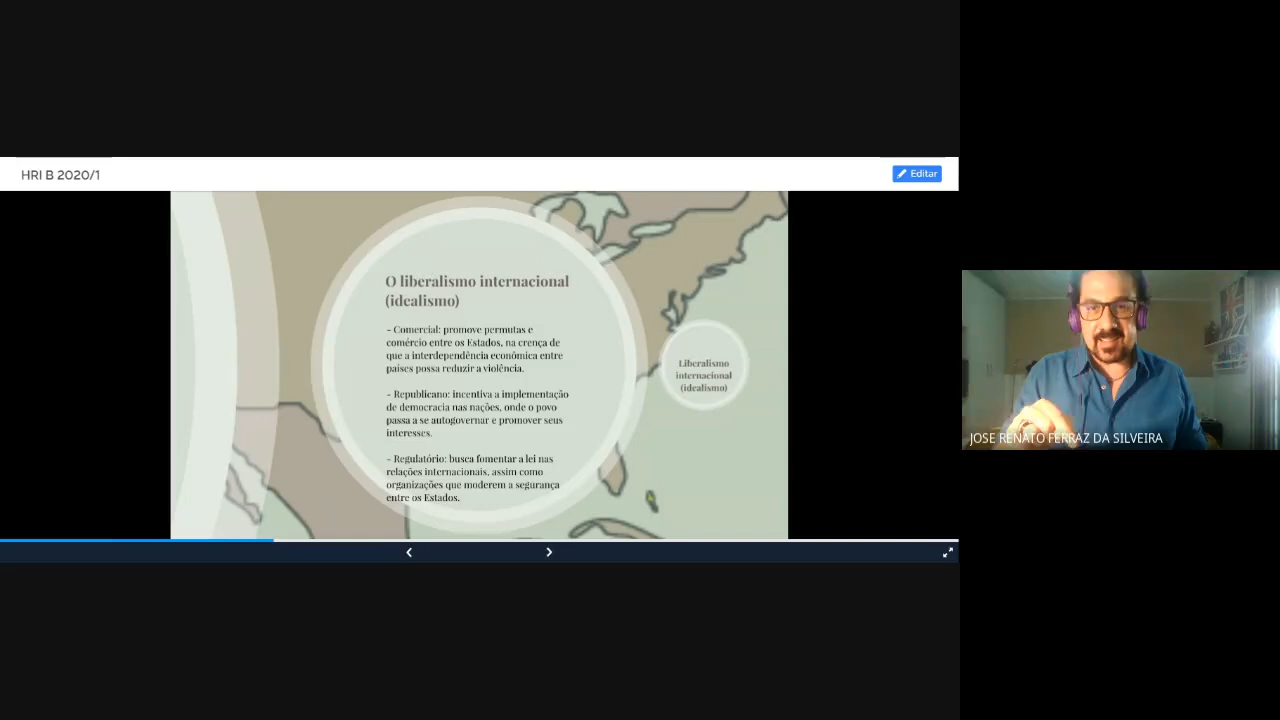 HRI B 2020/1
Editar
O liberalismo internacional
(idealismo)
- Comercial: promove permutas e
comércio entre os Estados, na crença de
que a interdependência econômica entre
países possa reduzir a violência.
- Republicano: incentiva a implementação
de democracia nas nações, onde o povo
passa a se autogovernar e promover seus
interesses.
- Regulatório: busca fomentar a lei nas
relações internacionais, assim como
organizações que moderem a segurança
entre os Estados.
Liberalismo
internacional
(idealismo)
JOSE RENATO FERRAZ DA SILVEIRA